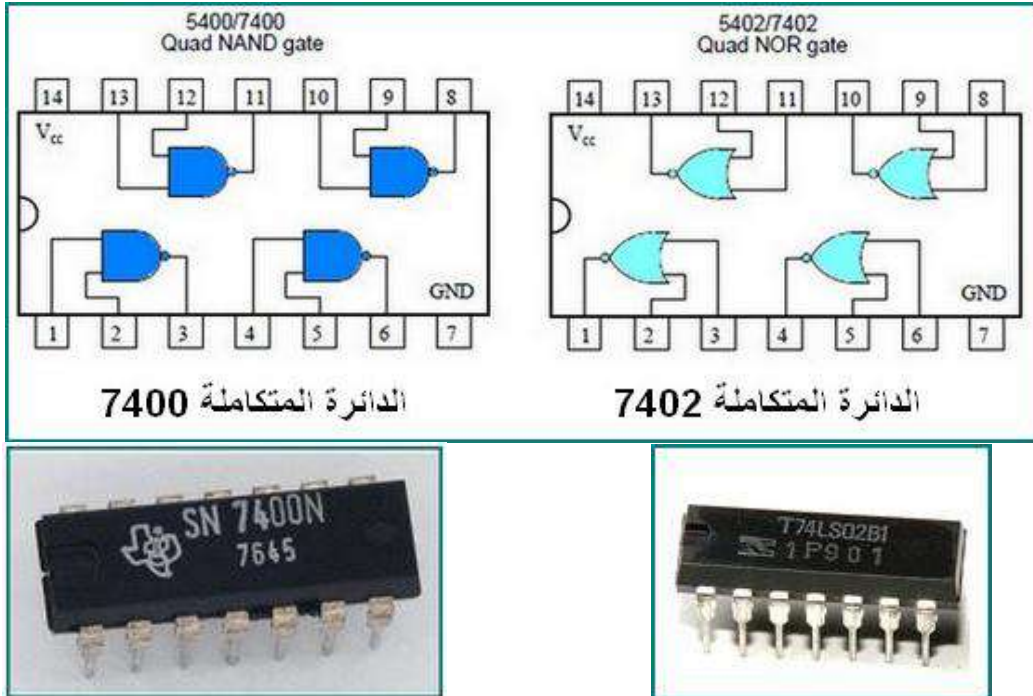 5400/7400
Quad NAND gate
14 13 12 11 10 9 8
Vcc
GND
1 2 3 4 5 6 7
الدائرة المتكاملة 7400
5402/7402
Quad NOR gate
14 13 12 11 10 9 8
Vcc
GND
1 2 3 4 5 6 7
الدائرة المتكاملة 7402
SN 7400N
7645
T74LS02B1
1P901